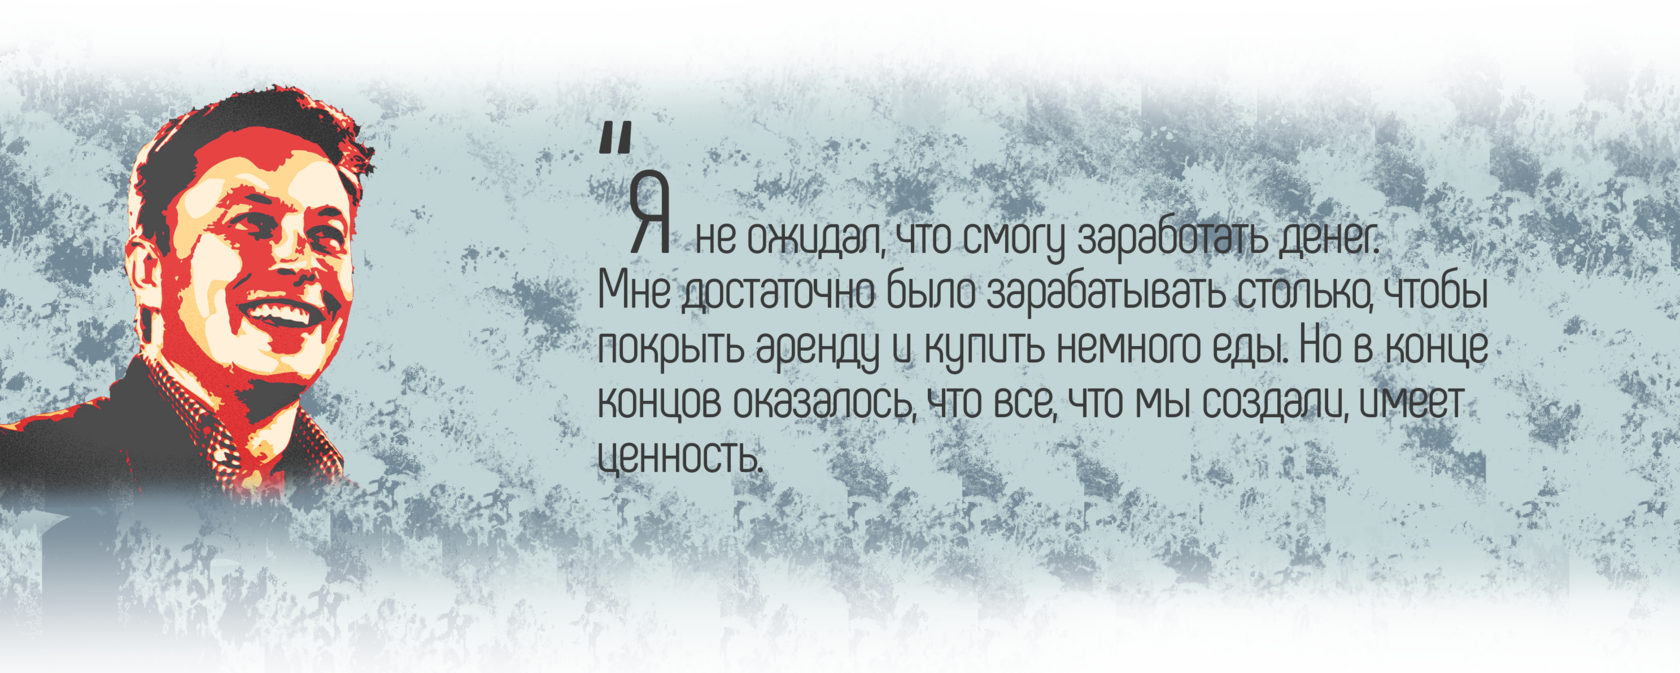 "
Я не ожидал, что смогу заработать денег.
Мне достаточно было зарабатывать столько, чтобы
покрыть аренду и купить немного еды. Но в конце
концов оказалось, что все, что мы создали, имеет
ценность.